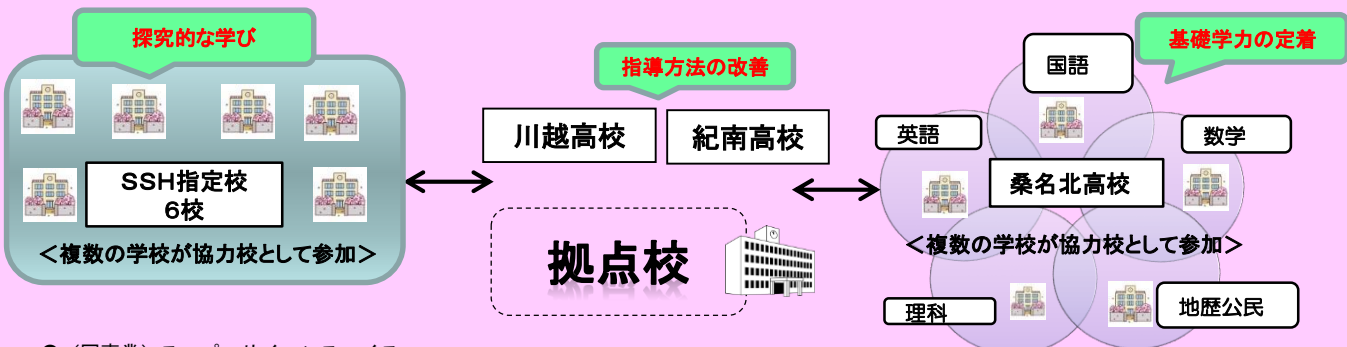 探究的な学び
SSH指定校
6校
＜複数の学校が協力校として参加＞
指導方法の改善
川越高校
紀南高校
拠点校
基礎学力の定着
国語
英語
数学
桑名北高校
＜複数の学校が協力校として参加＞
理科
地歴公民